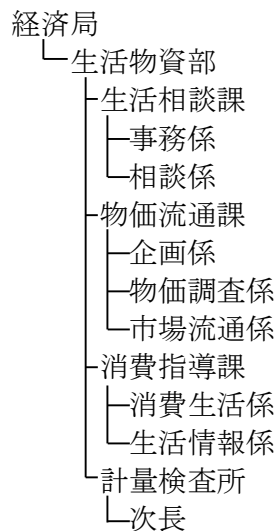 経済局
生活物資部
生活相談課
事務係
相談係
物価流通課
企画係
物価調査係
市場流通係
消費指導課
消費生活係
生活情報係
計量検査所
次長